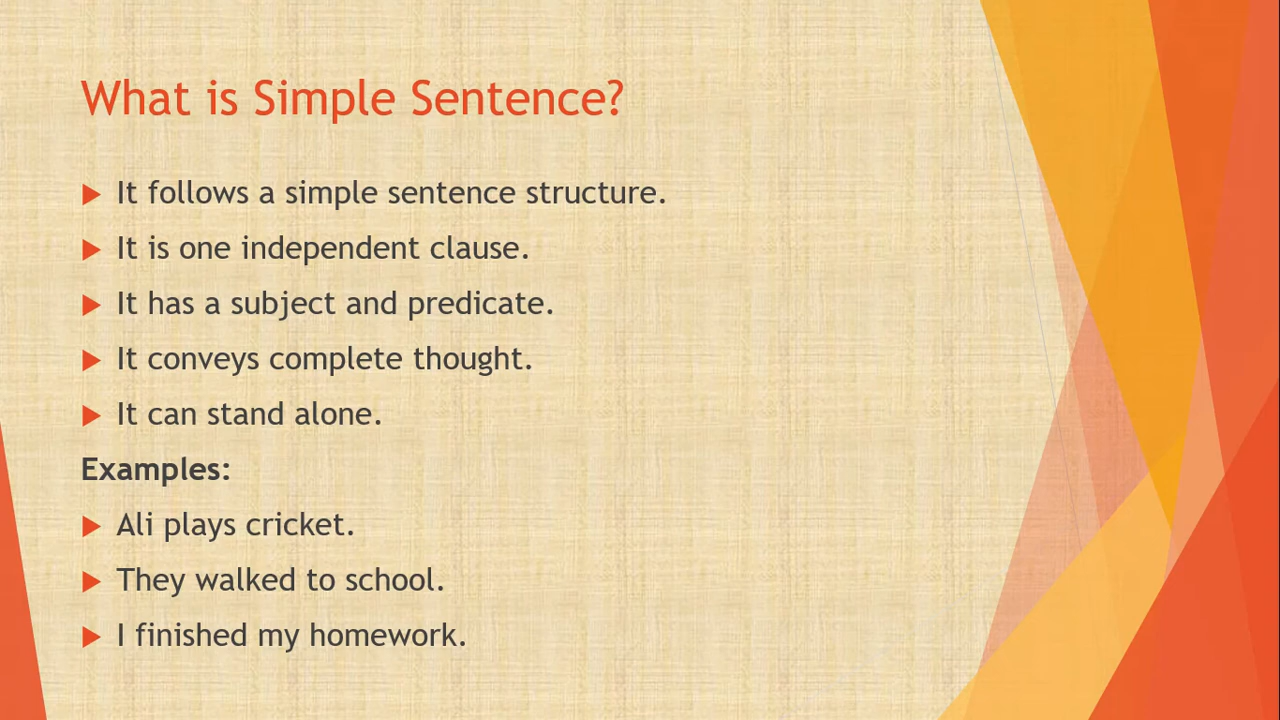 What is Simple Sentence?
It follows a simple sentence structure.
It is one independent clause.
It has a subject and predicate.
It conveys complete thought.
It can stand alone.
Examples:
Ali plays cricket.
They walked to school.
I finished my homework.